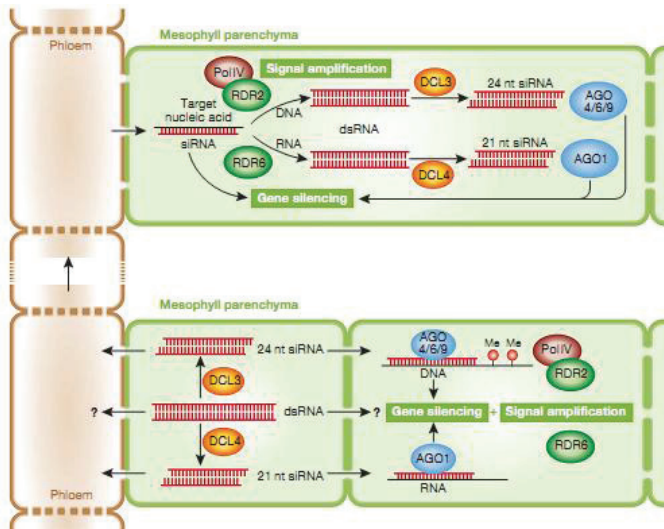 Phloem
Mesophyll parenchyma
Pol IV
RDR2
Signal amplification
Target
nucleic acid
siRNA
DNA
RNA
RDR6
dsRNA
DCL3
DCL4
24 nt siRNA
21 nt siRNA
AGO
4/6/9
AGO1
Gene silencing
Mesophyll parenchyma
24 nt siRNA
DCL3
?
dsRNA
DCL4
21 nt siRNA
Phloem
AGO
4/6/9
Me Me
DNA
Pol IV
RDR2
?
Gene silencing + Signal amplification
AGO1
RNA
RDR6